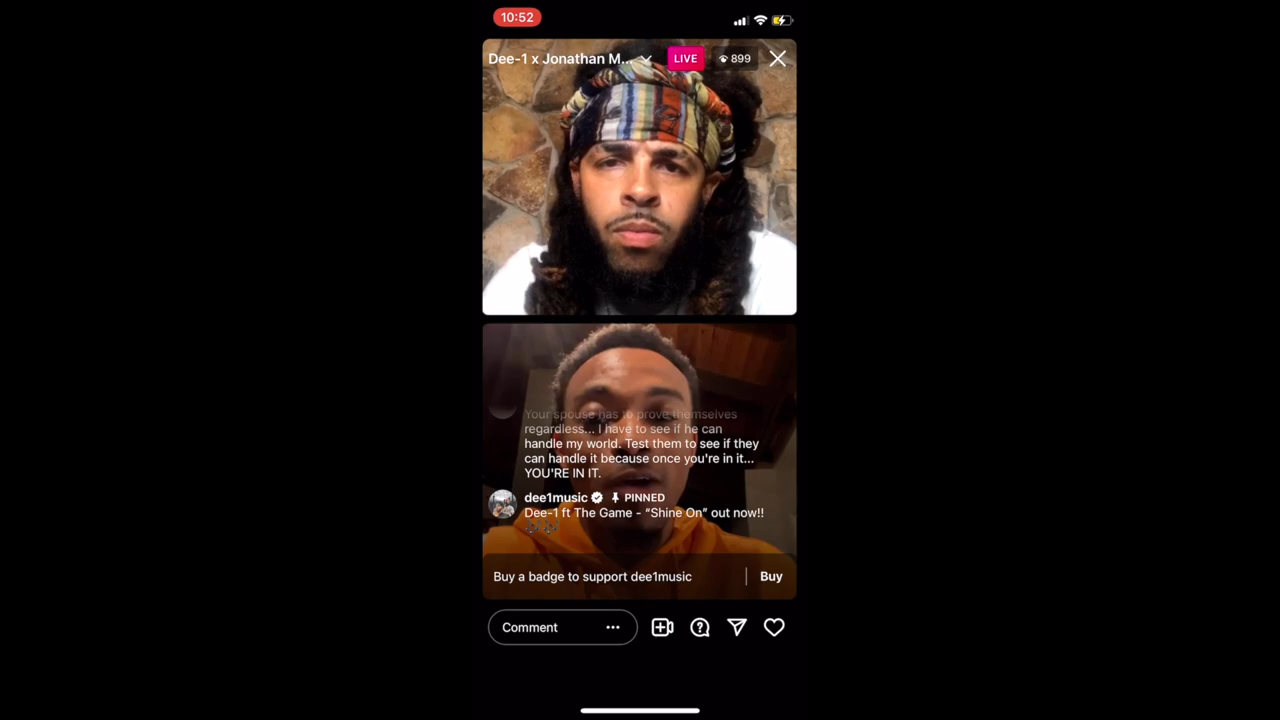 10:52
Dee-1 x Jonathan M...
LIVE
899
Your spouse has to prove themselves
regardless... I have to see if he can
handle my world. Test them to see if they
can handle it because once you're in it...
YOU'RE IN IT.
dee1music PINNED
Dee-1 ft The Game - “Shine On” out now!!
Buy a badge to support dee1music
Buy
Comment